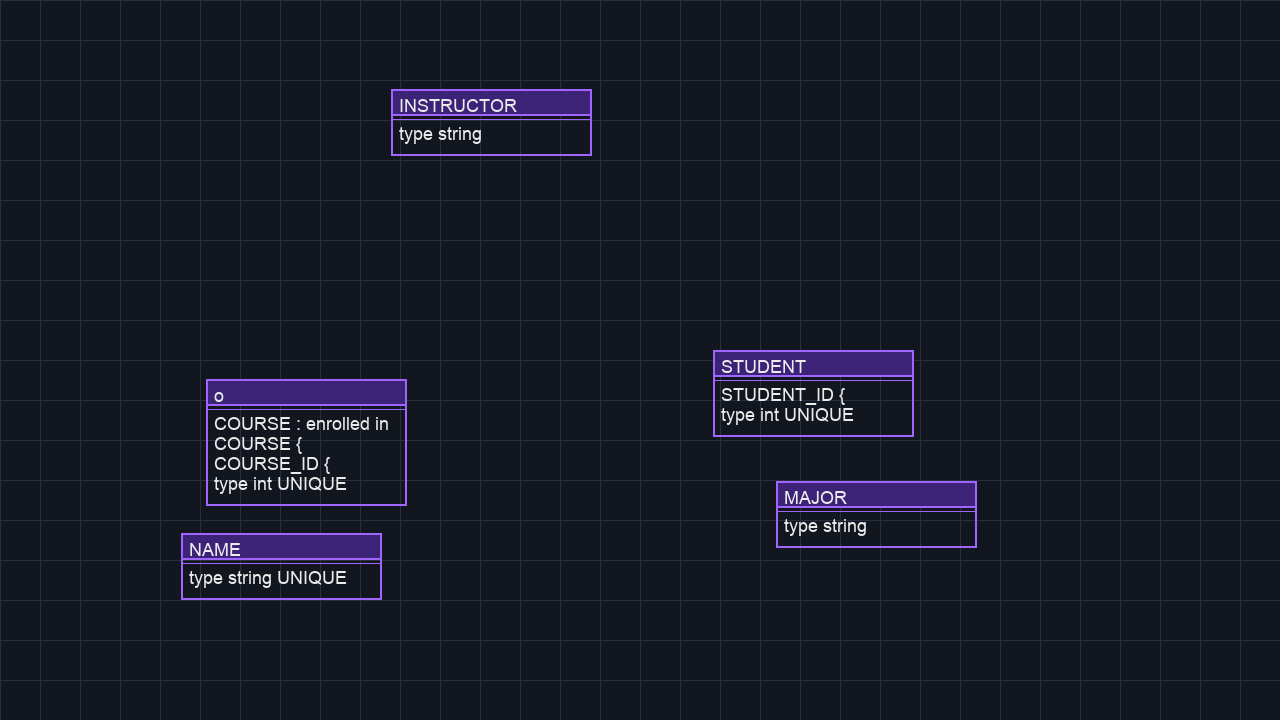 INSTRUCTOR
type string
STUDENT
STUDENT_ID {
type int UNIQUE
o
COURSE : enrolled in
COURSE {
COURSE_ID {
type int UNIQUE
MAJOR
type string
NAME
type string UNIQUE